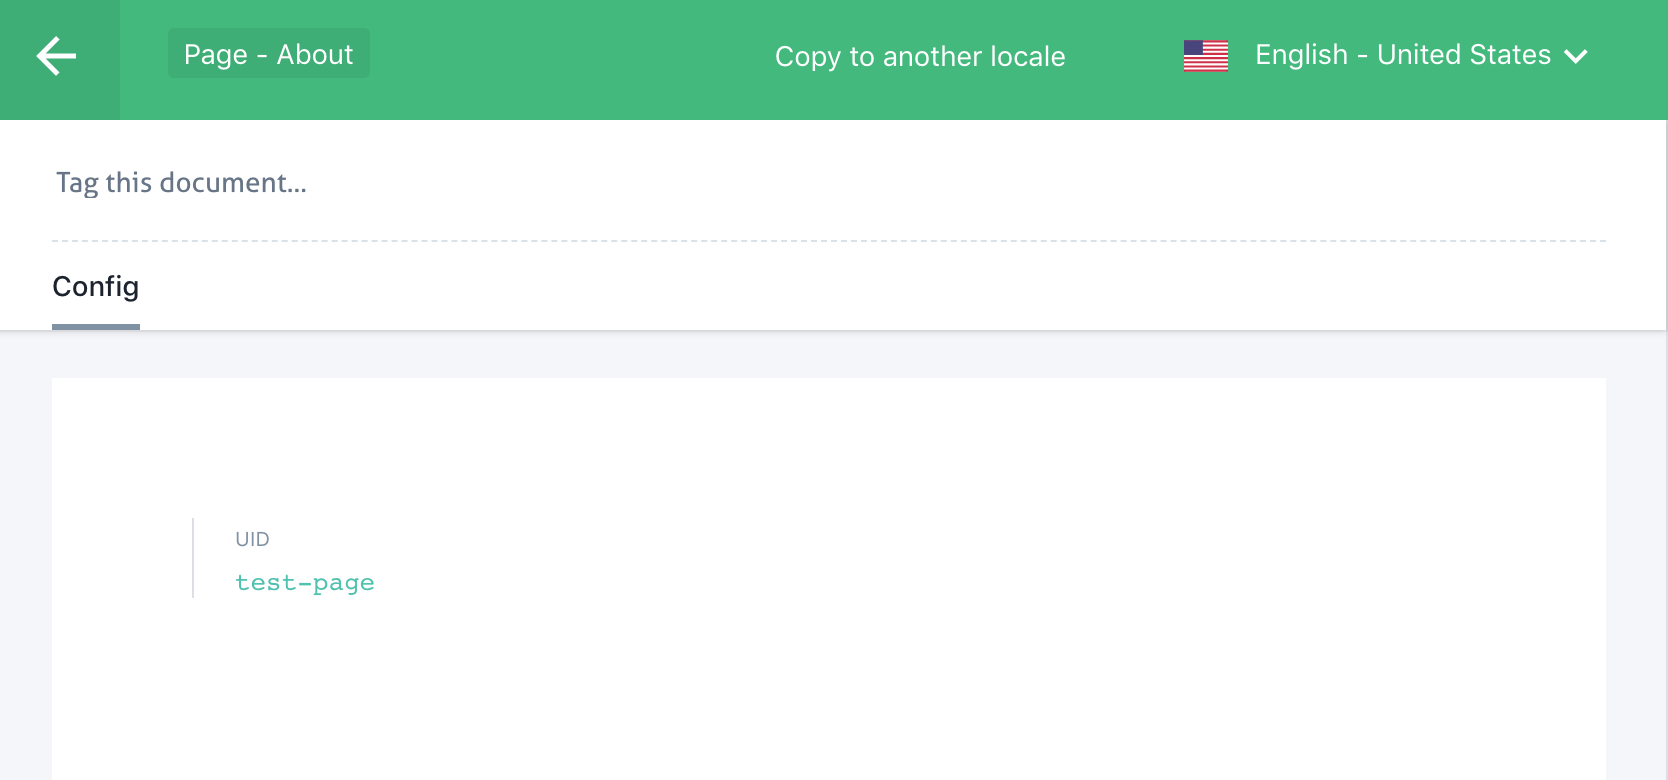 Page - About
Copy to another locale
English - United States
Tag this document...
Config
UID
test-page